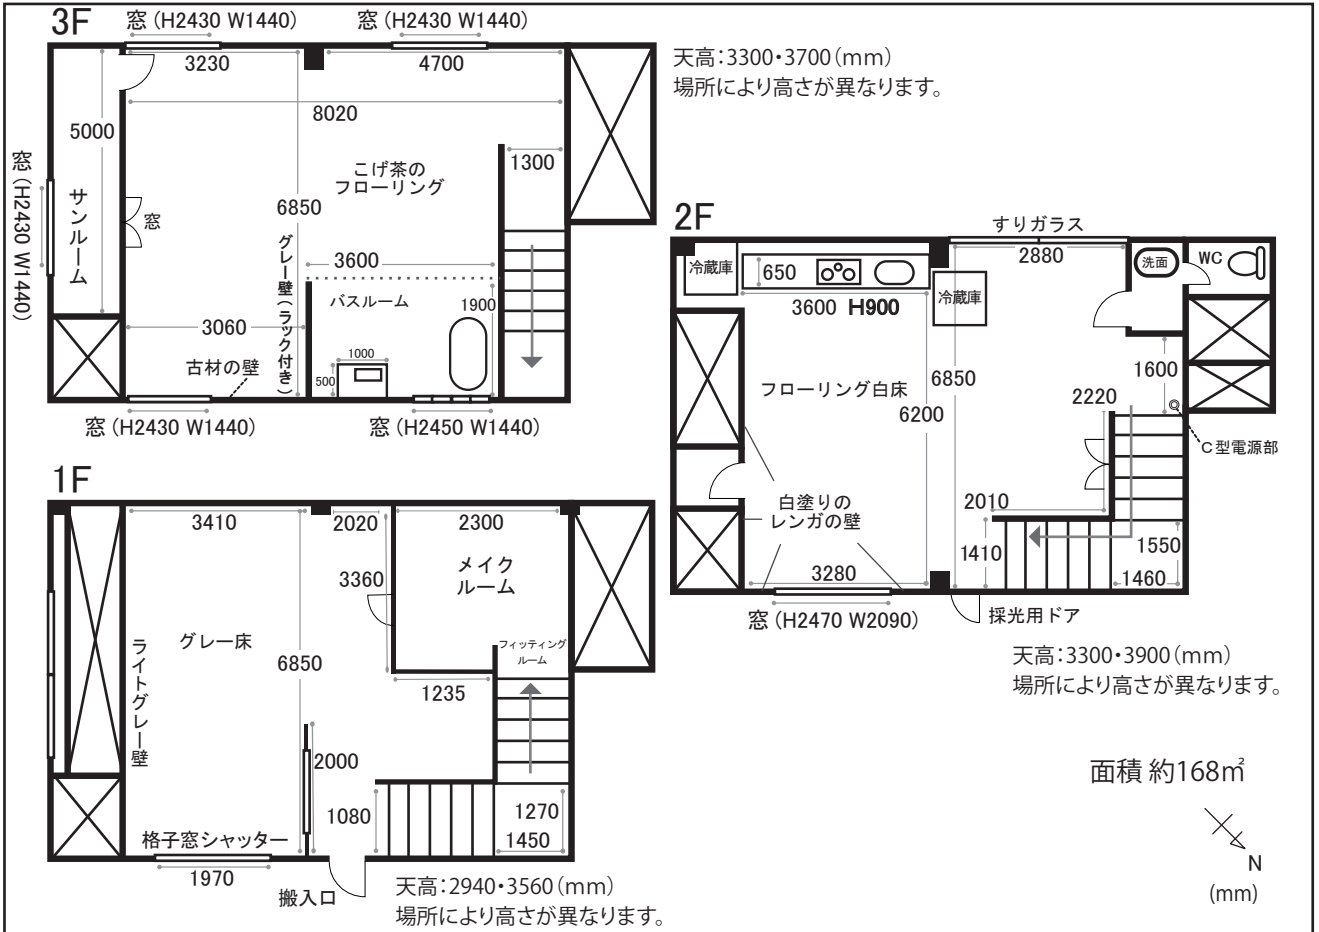 3F
窓（H2430 W1440）
窓（H2430 W1440）
3230
4700
8020
5000
1300
こげ茶の
フローリング
サンルーム
窓
6850
窓（H2430 W1440）
グレー壁（ラック付き）
3600
バスルーム
1900
3060
1000
500
古材の壁
窓（H2430 W1440）
窓（H2450 W1440）
天高：3300・3700（mm）
場所により高さが異なります。
2F
すりガラス
2880
冷蔵庫
650
3600 H900
冷蔵庫
洗面
WC
フローリング白床
6850
6200
1600
2220
C型電源部
2010
白塗りの
レンガの壁
1410
1550
1460
3280
窓（H2470 W2090）
採光用ドア
天高：3300・3900（mm）
場所により高さが異なります。
1F
3410
2020
2300
メイク
ルーム
3360
グレー床
フィッティング
ルーム
6850
ライトグレー壁
1235
2000
1080
1270
1450
格子窓シャッター
1970
搬入口
天高：2940・3560（mm）
場所により高さが異なります。
面積 約168㎡
N
(mm)